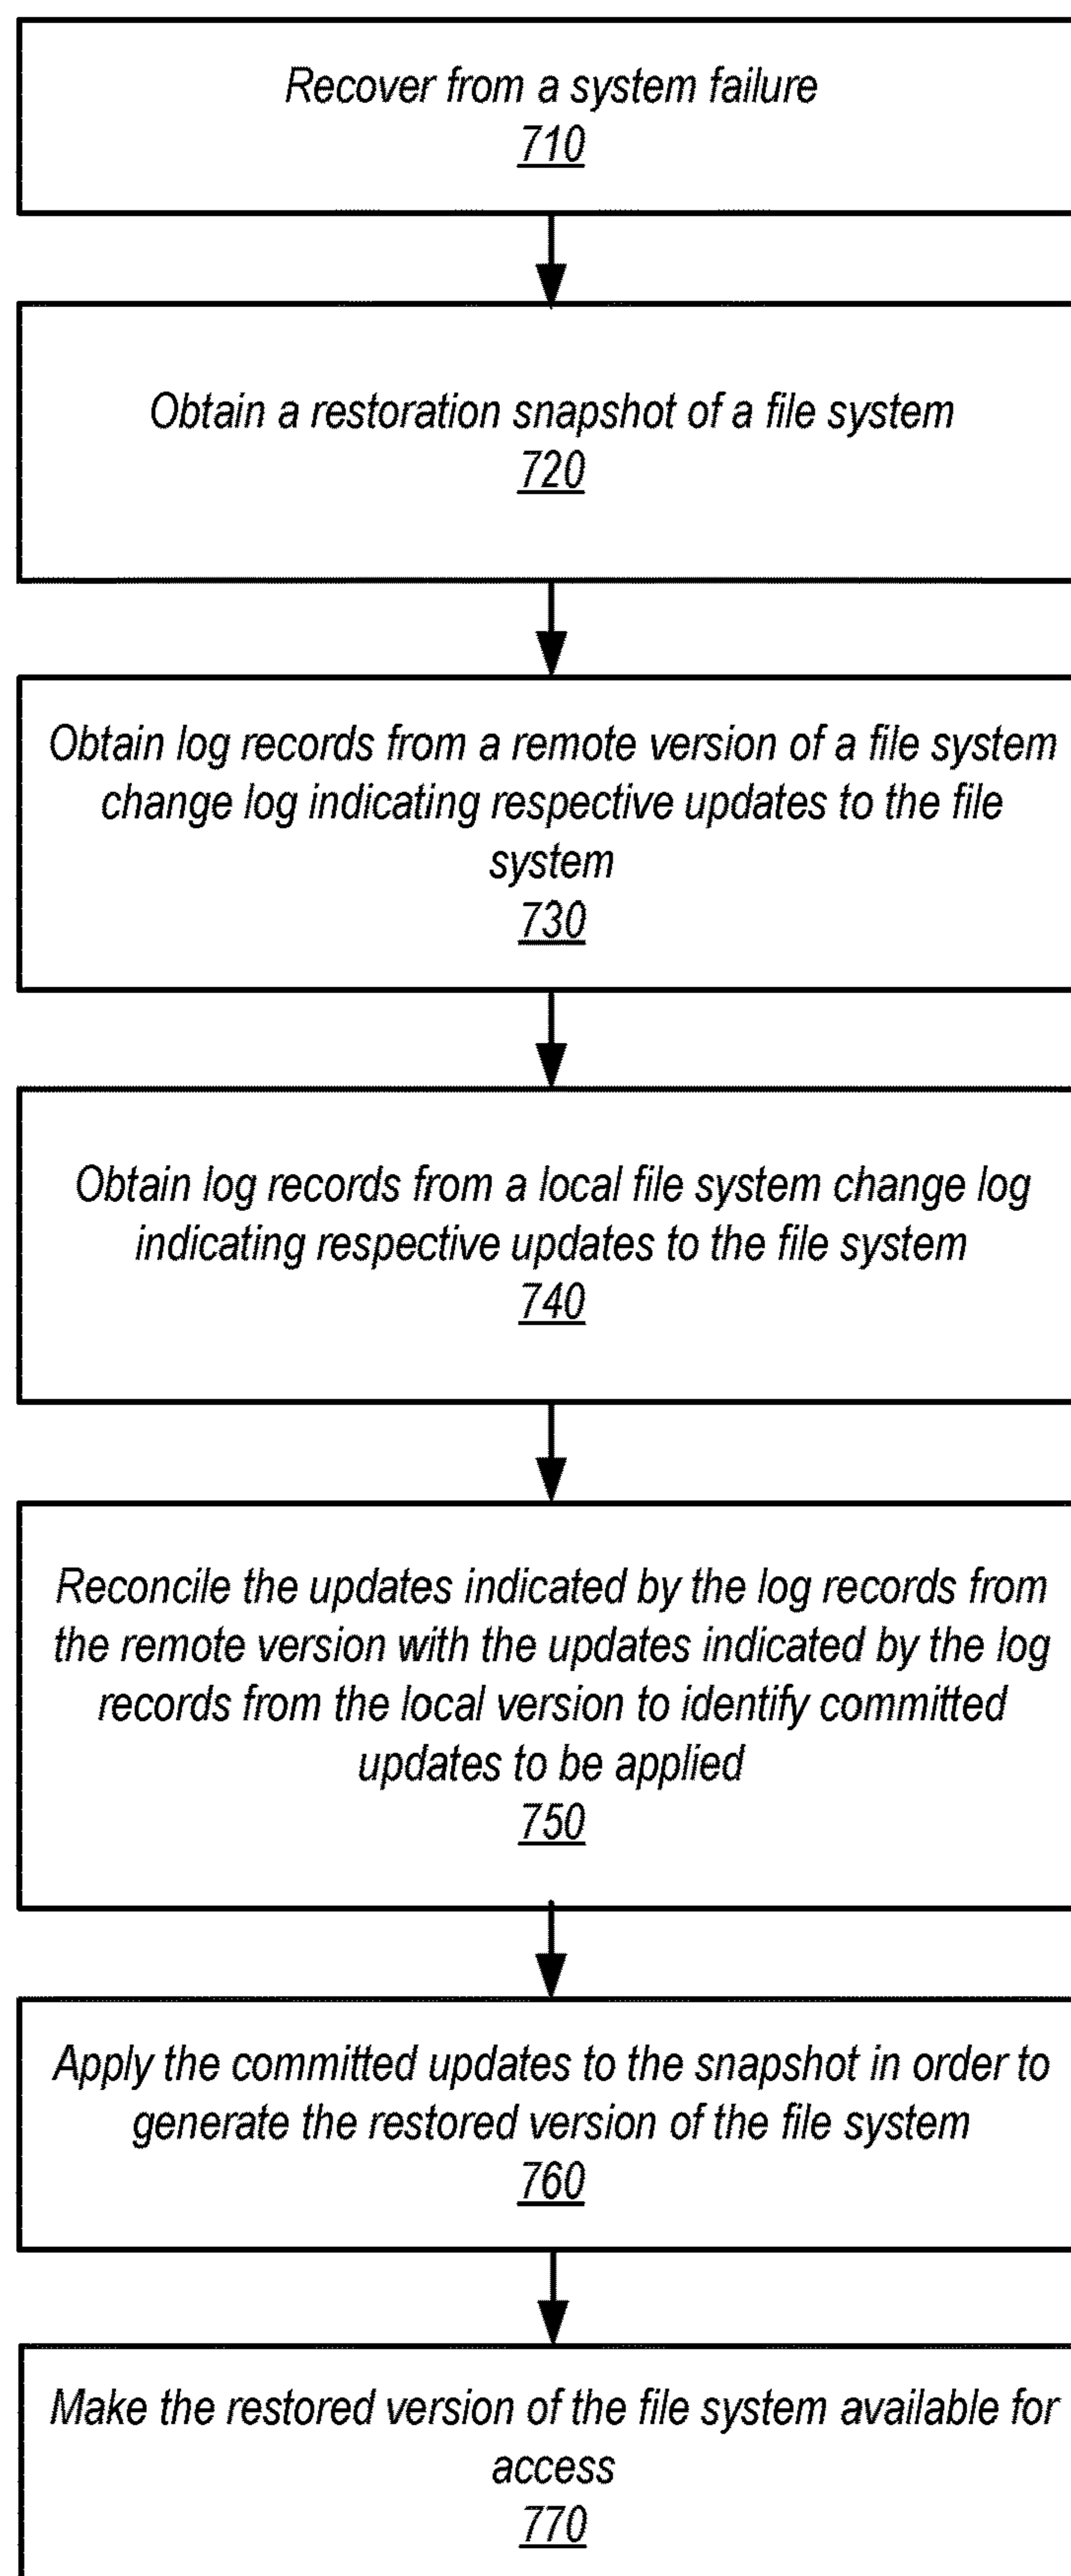 Recover from a system failure
710
Obtain a restoration snapshot of a file system
720
Obtain log records from a remote version of a file system
change log indicating respective updates to the file
system
730
Obtain log records from a local file system change log
indicating respective updates to the file system
740
Reconcile the updates indicated by the log records from
the remote version with the updates indicated by the log
records from the local version to identify committed
updates to be applied
750
Apply the committed updates to the snapshot in order to
generate the restored version of the file system
760
Make the restored version of the file system available for
access
770